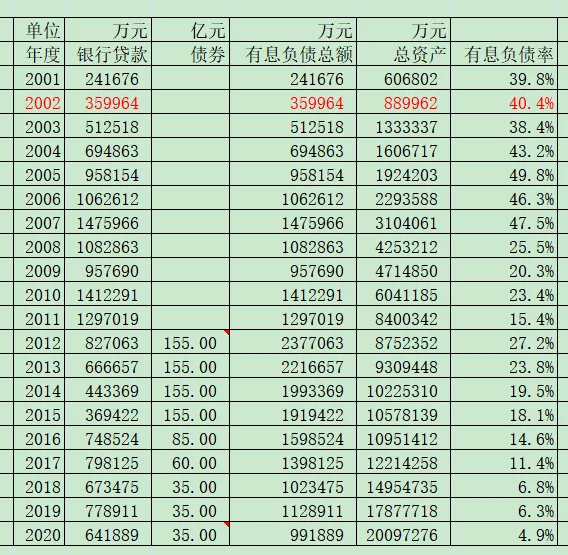 单位 万元 亿元 万元 万元
年度 银行贷款 债券 有息负债总额 总资产 有息负债率
2001 241676 241676 606802 39.8%
2002 359964 359964 889962 40.4%
2003 512518 512518 1333337 38.4%
2004 694863 694863 1606717 43.2%
2005 958154 958154 1924203 49.8%
2006 1062612 1062612 2293588 46.3%
2007 1475966 1475966 3104061 47.5%
2008 1082863 1082863 4253212 25.5%
2009 957690 957690 4714850 20.3%
2010 1412291 1412291 6041185 23.4%
2011 1297019 1297019 8400342 15.4%
2012 827063 155.00 2377063 8752352 27.2%
2013 666657 155.00 2216657 9309448 23.8%
2014 443369 155.00 1993369 10225310 19.5%
2015 369422 155.00 1919422 10578139 18.1%
2016 748524 85.00 1598524 10951412 14.6%
2017 798125 60.00 1398125 12214258 11.4%
2018 673475 35.00 1023475 14954735 6.8%
2019 778911 35.00 1128911 17877718 6.3%
2020 641889 35.00 991889 20097276 4.9%